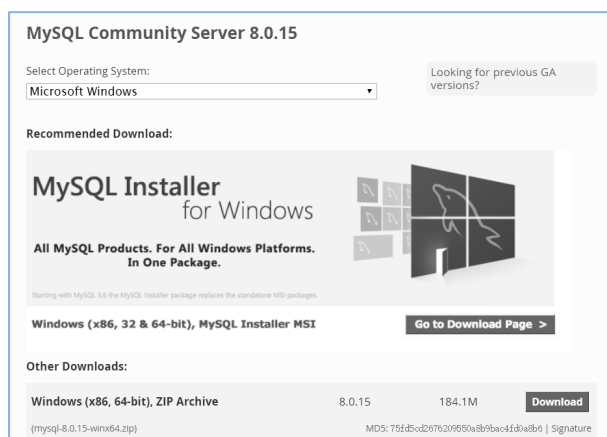 MySQL Community Server 8.0.15
Select Operating System:
Looking for previous GA
versions?
Microsoft Windows
Recommended Download:
MySQL Installer
for Windows
All MySQL Products. For All Windows Platforms.
In One Package.
Starting with MySQL 5.6 the MySQL Installer package replaces the standalone MSI packages.
Windows (x86, 32 & 64-bit), MySQL Installer MSI
Go to Download Page >
Other Downloads:
Windows (x86, 64-bit), ZIP Archive
8.0.15
184.1M
Download
(mysql-8.0.15-winx64.zip)
MD5: 75fd5cd2676209550a8b9bac4fd0a8b6 | Signature